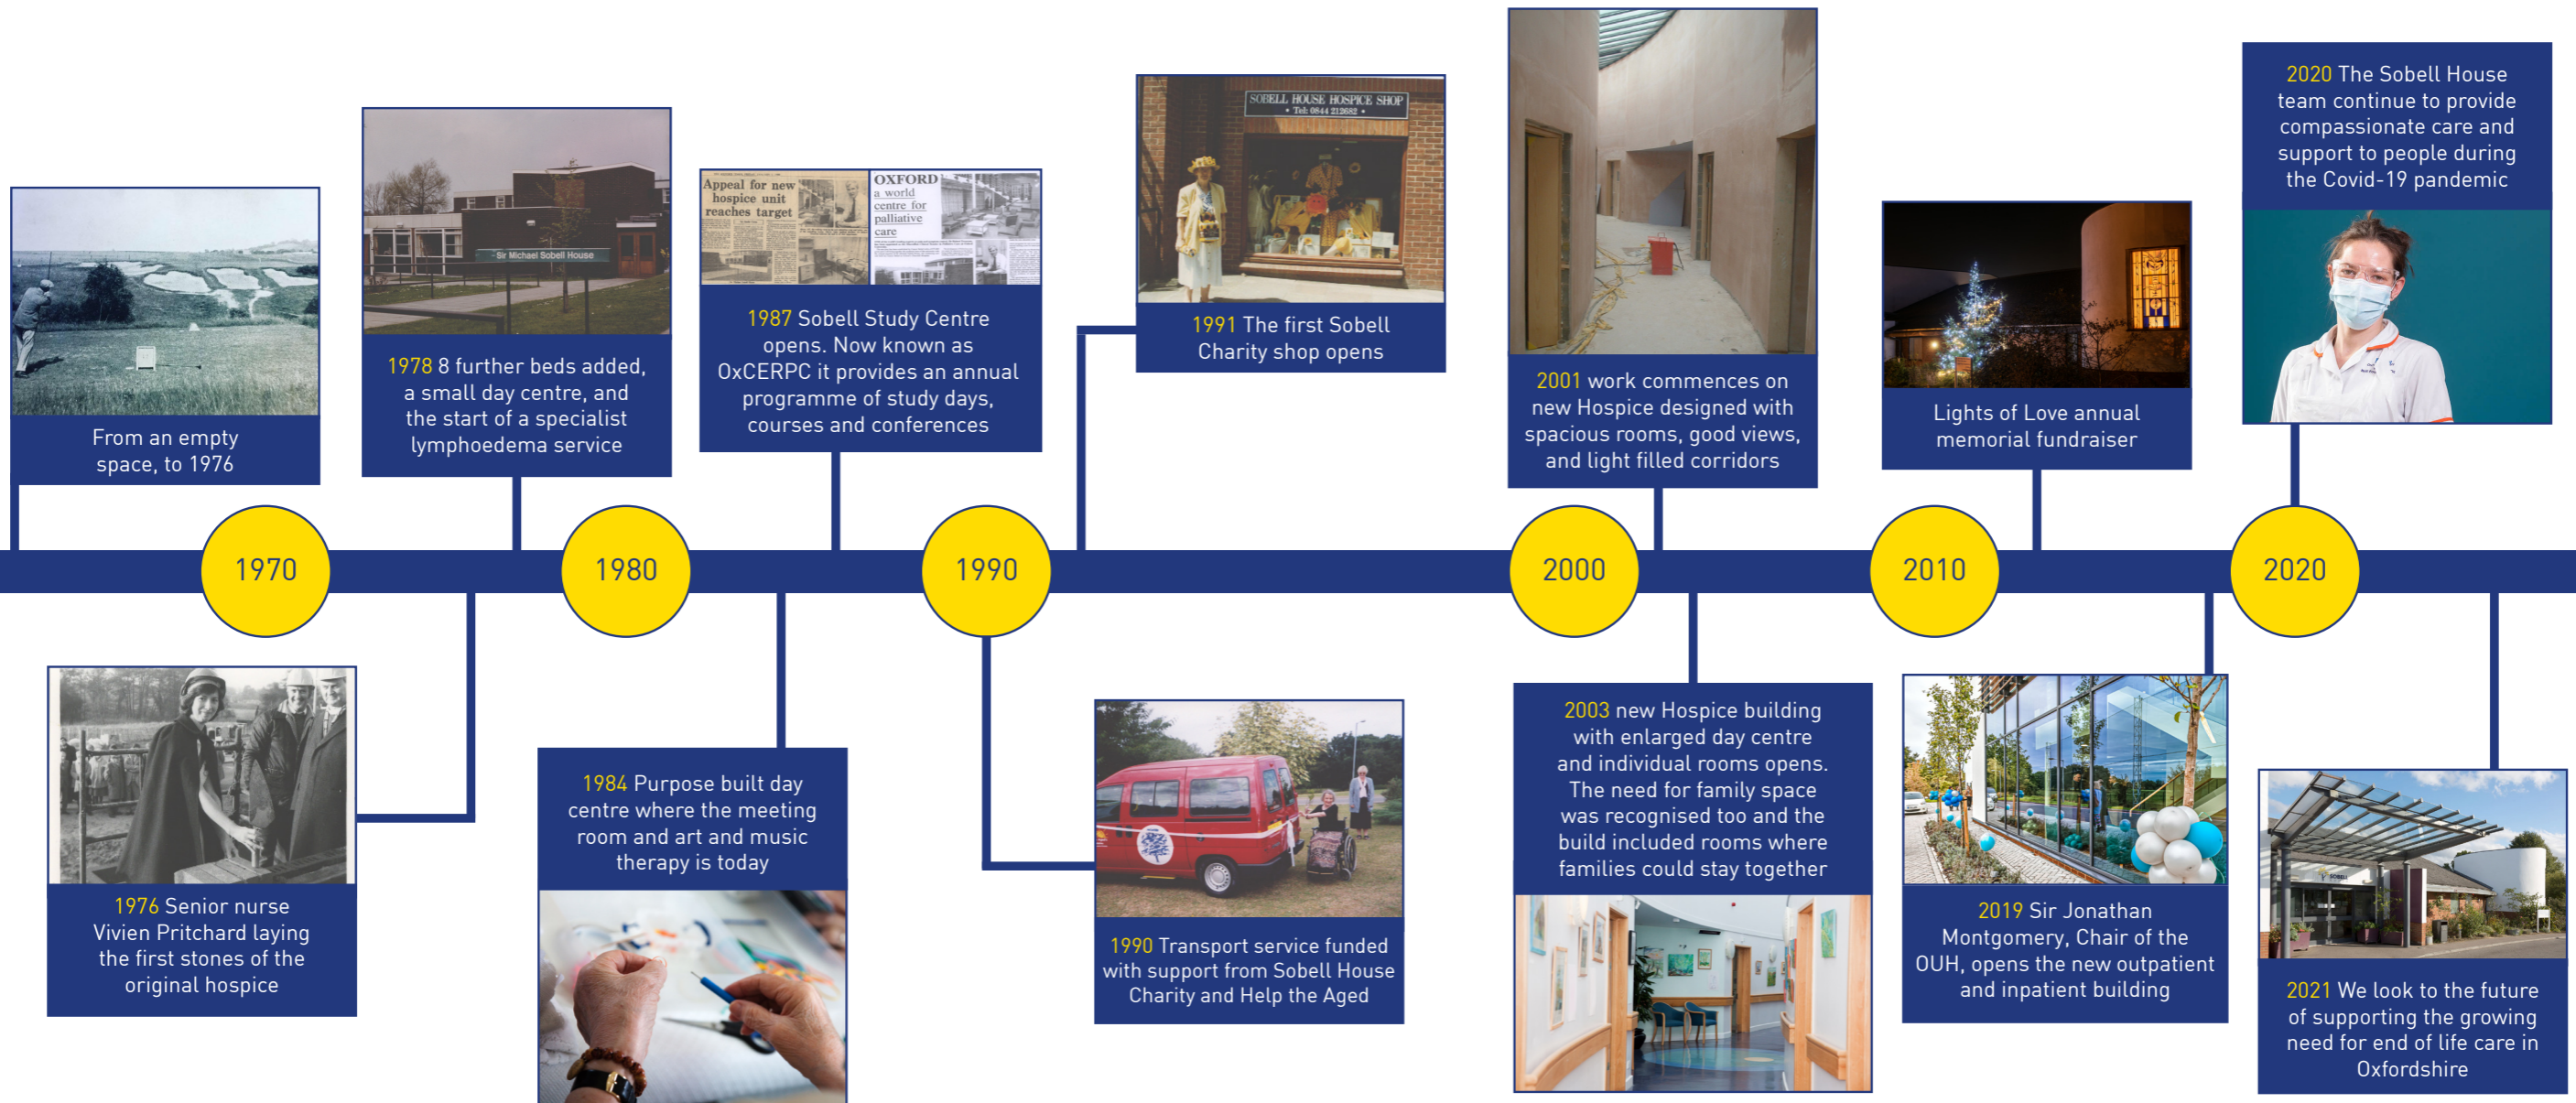 From an empty
space, to 1976
Sir Michael Sobell House
1978 8 further beds added,
a small day centre, and
the start of a specialist
lymphoedema service
Appeal for new
hospice unit
reaches target
OXFORD
a world
centre for
palliative
care
1987 Sobell Study Centre
opens. Now known as
OxCERPC it provides an annual
programme of study days,
courses and conferences
SOBELL HOUSE HOSPICE SHOP
• Tel: 0844 212682 •
1991 The first Sobell
Charity shop opens
2001 work commences on
new Hospice designed with
spacious rooms, good views,
and light filled corridors
Lights of Love annual
memorial fundraiser
2020 The Sobell House
team continue to provide
compassionate care and
support to people during
the Covid-19 pandemic
1970
1980
1990
2000
2010
2020
1976 Senior nurse
Vivien Pritchard laying
the first stones of the
original hospice
1984 Purpose built day
centre where the meeting
room and art and music
therapy is today
1990 Transport service funded
with support from Sobell House
Charity and Help the Aged
2003 new Hospice building
with enlarged day centre
and individual rooms opens.
The need for family space
was recognised too and the
build included rooms where
families could stay together
2019 Sir Jonathan
Montgomery, Chair of the
OUH, opens the new outpatient
and inpatient building
SOBELL
2021 We look to the future
of supporting the growing
need for end of life care in
Oxfordshire